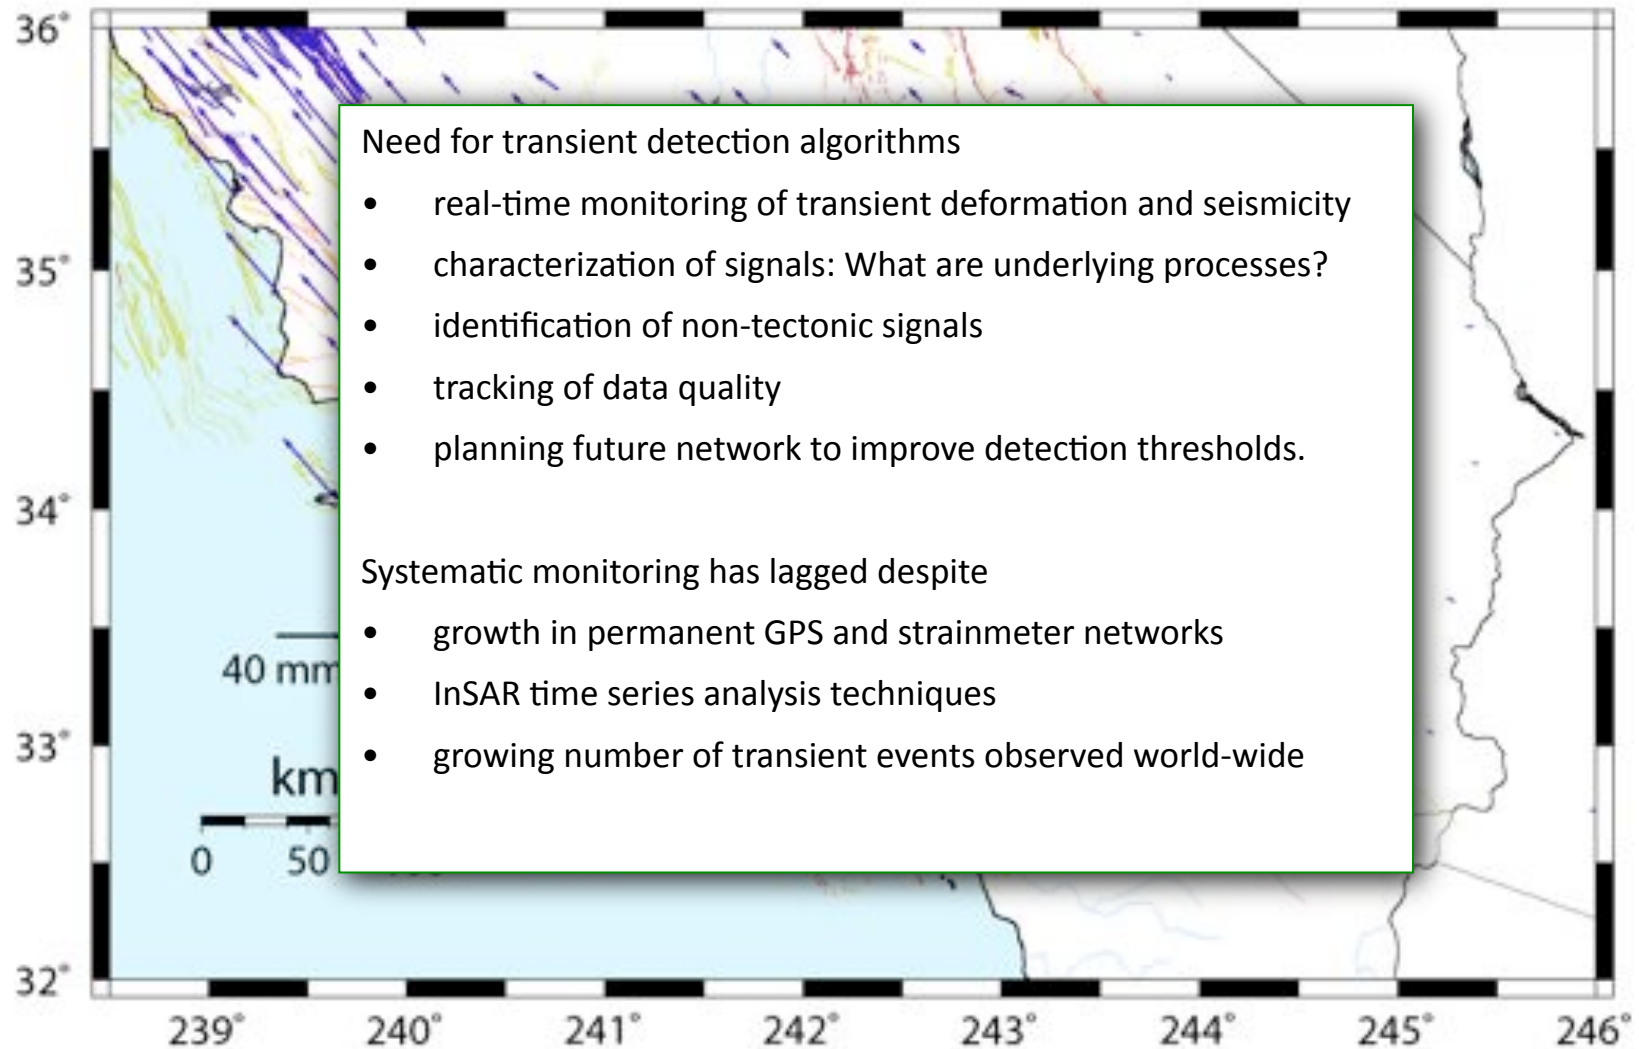 36°
35°
34°
33°
32°
Need for transient detection algorithms
• real-time monitoring of transient deformation and seismicity
• characterization of signals: What are underlying processes?
• identification of non-tectonic signals
• tracking of data quality
• planning future network to improve detection thresholds.
Systematic monitoring has lagged despite
• growth in permanent GPS and strainmeter networks
• InSAR time series analysis techniques
• growing number of transient events observed world-wide
40 mm
km
0 50
239° 240° 241° 242° 243° 244° 245° 246°